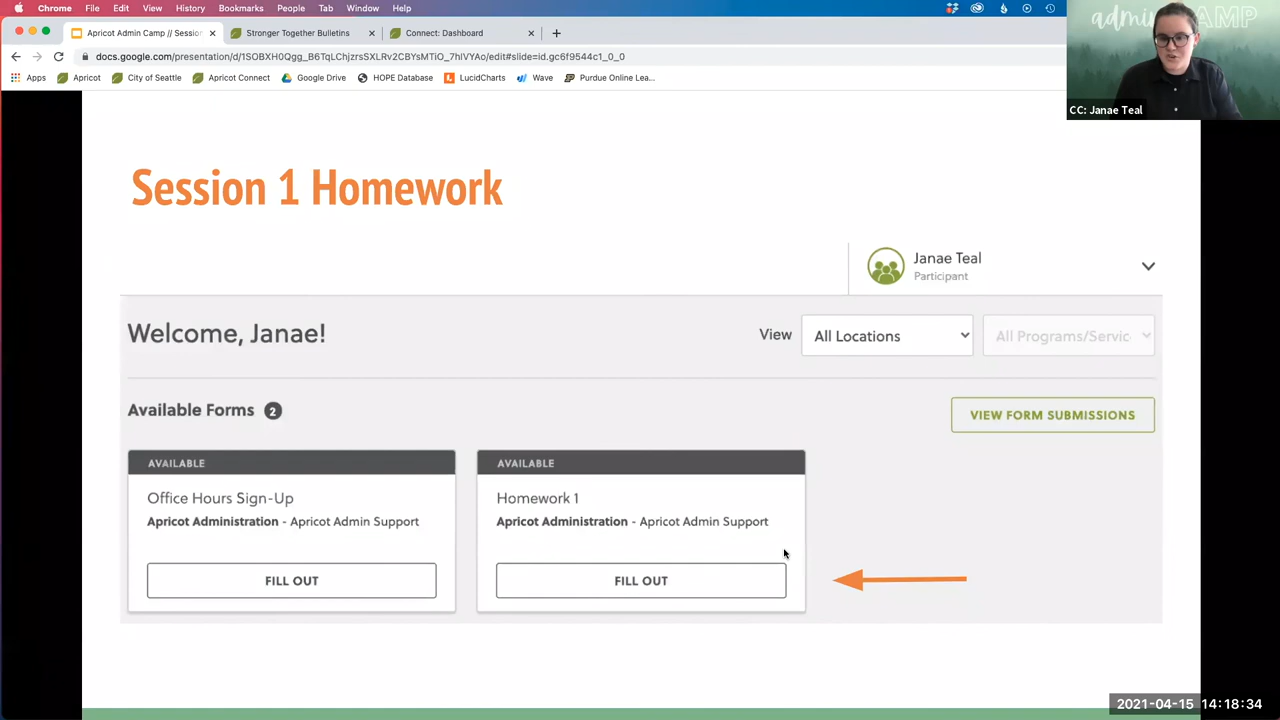 Chrome File Edit View History Bookmarks People Tab Window Help
Apricot Admin Camp // Session
Stronger Together Bulletins
Connect: Dashboard
docs.google.com/presentation/d/1SOBXH0Qgg_B6TqLChjzrsSXLRv2CBYsMTiO_7hlVYAo/edit#slide=id.gc6f9544c1_0_0
Apps Apricot City of Seattle Apricot Connect Google Drive HOPE Database LucidCharts Wave Purdue Online Lea...
adminCAMP
CC: Janae Teal
Session 1 Homework
Janae Teal
Participant
Welcome, Janae!
View All Locations All Programs/Servic
Available Forms 2
VIEW FORM SUBMISSIONS
AVAILABLE
Office Hours Sign-Up
Apricot Administration - Apricot Admin Support
FILL OUT
AVAILABLE
Homework 1
Apricot Administration - Apricot Admin Support
FILL OUT
2021-04-15 14:18:34